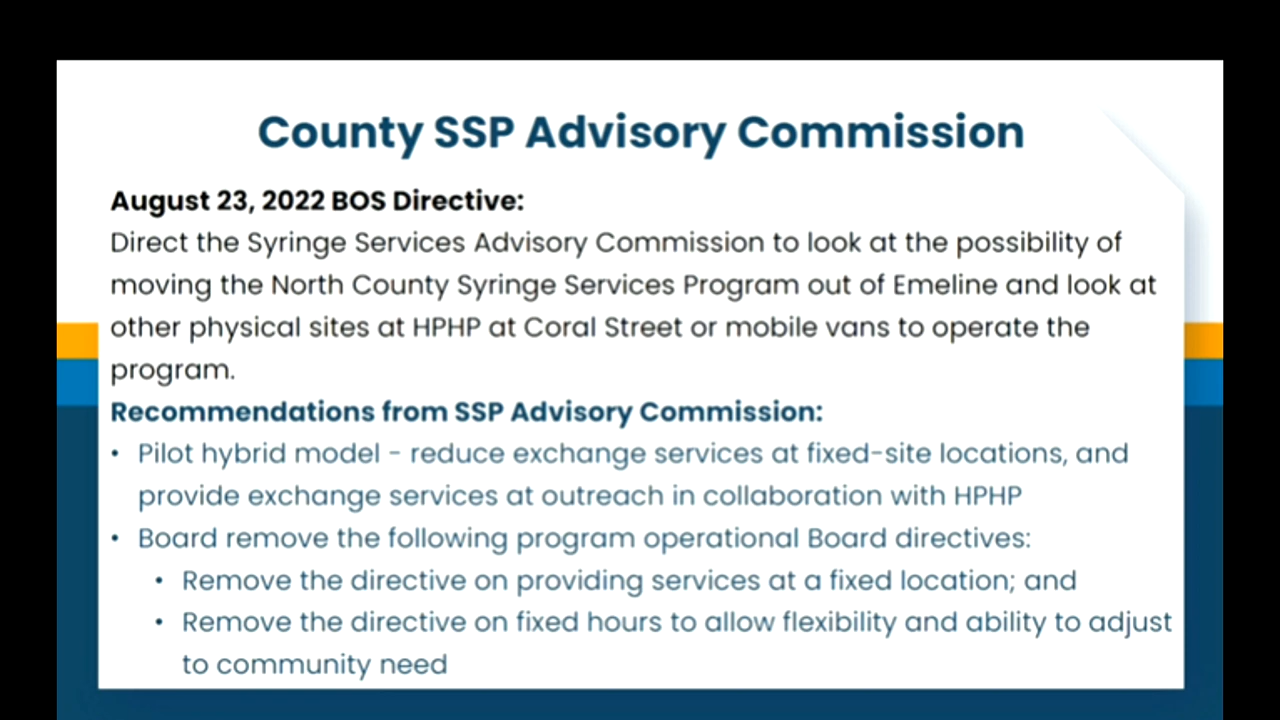 County SSP Advisory Commission
August 23, 2022 BOS Directive:
Direct the Syringe Services Advisory Commission to look at the possibility of
moving the North County Syringe Services Program out of Emeline and look at
other physical sites at HPHP at Coral Street or mobile vans to operate the
program.
Recommendations from SSP Advisory Commission:
• Pilot hybrid model - reduce exchange services at fixed-site locations, and
provide exchange services at outreach in collaboration with HPHP
• Board remove the following program operational Board directives:
• Remove the directive on providing services at a fixed location; and
• Remove the directive on fixed hours to allow flexibility and ability to adjust
to community need